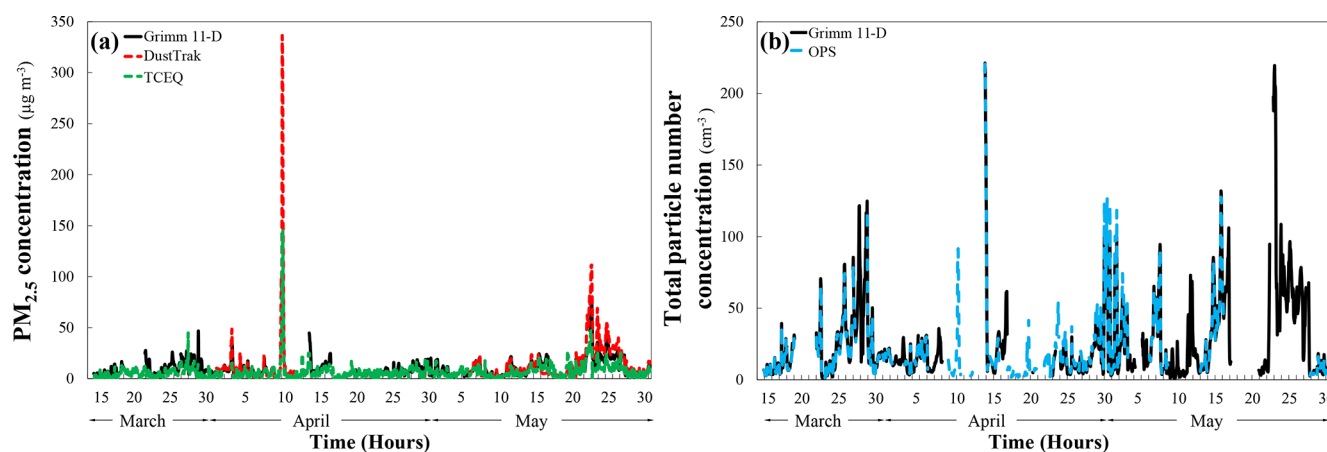 (a)
Grimm 11-D
DustTrak
TCEQ
PM2.5 concentration (µg m-3)
350
300
250
200
150
100
50
0
15 20 25 30 5 10 15 20 25 30 5 10 15 20 25 30
March April May
Time (Hours)
(b)
Grimm 11-D
OPS
Total particle number
concentration (cm-3)
250
200
150
100
50
0
15 20 25 30 5 10 15 20 25 30 5 10 15 20 25 30
March April May
Time (Hours)